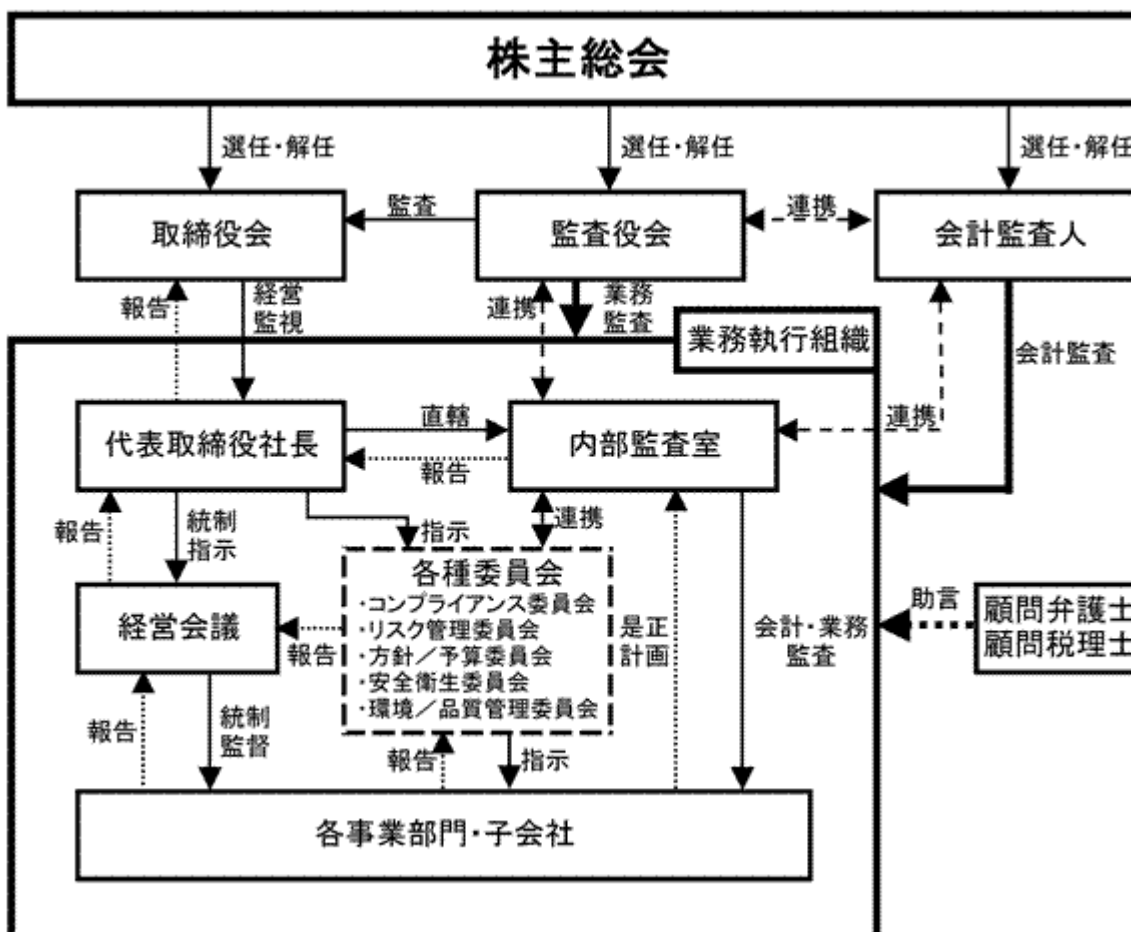 株主総会
選任・解任
選任・解任
選任・解任
取締役会
監査
監査役会
連携
会計監査人
報告
経営
監視
連携
業務
監査
業務執行組織
会計監査
代表取締役社長
直轄
報告
内部監査室
連携
報告
統制
指示
指示
連携
各種委員会
・コンプライアンス委員会
・リスク管理委員会
・方針／予算委員会
・安全衛生委員会
・環境／品質管理委員会
経営会議
報告
是正
計画
会計・業務
監査
助言
顧問弁護士
顧問税理士
報告
統制
監督
報告
指示
各事業部門・子会社